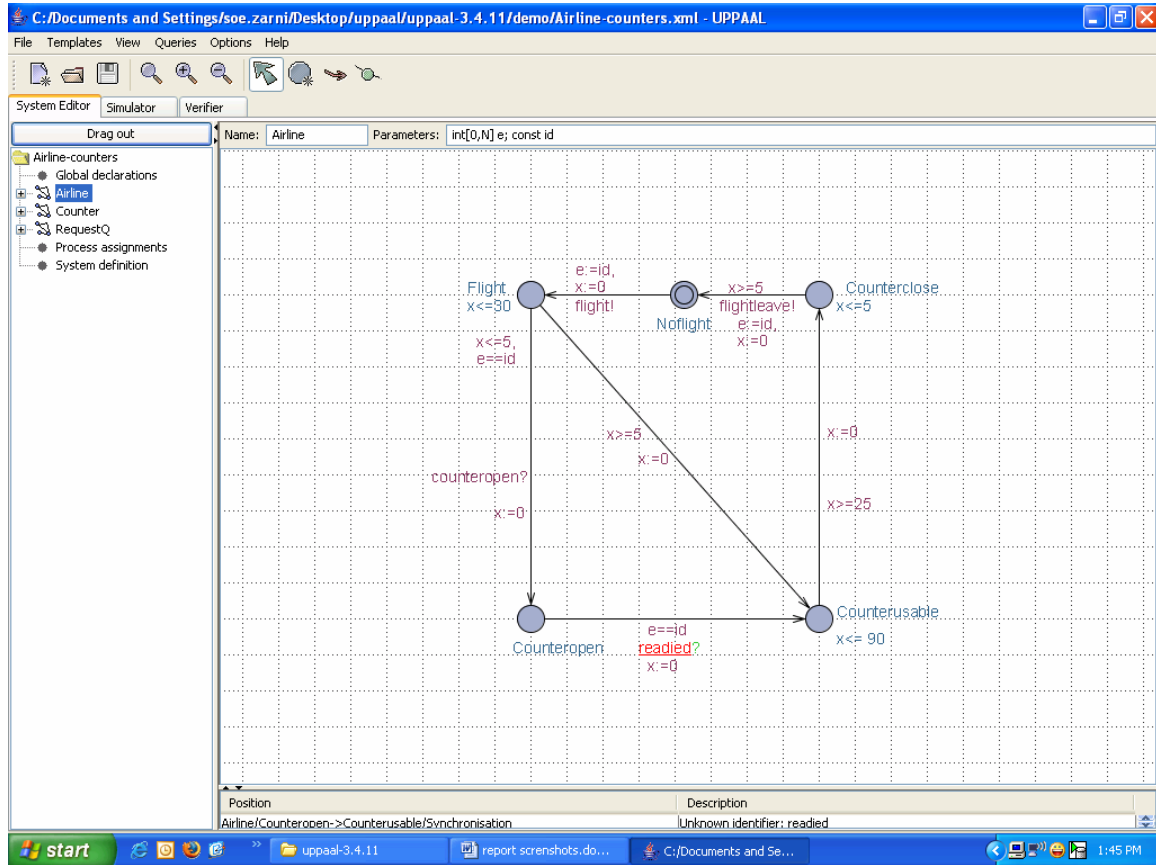 C:/Documents and Settings/soe.zarni/Desktop/uppaal/uppaal-3.4.11/demo/Airline-counters.xml - UPPAAL
File Templates View Queries Options Help
System Editor Simulator Verifier
Drag out
Name: Airline Parameters: int[0,N] e; const id
Airline-counters
Global declarations
Airline
Counter
RequestQ
Process assignments
System definition
e:=id,
x:=0
flight!
Flight
x<=30
x>=5
flightleave!
e:=id,
x:=0
Noflight
Counterclose
x<=5
x<=5,
e==id
x>=5
x:=0
x:=0
counteropen?
x:=0
x>=25
Counteropen
e==id
readied?
x:=0
Counterusable
x<= 90
Position Description
Airline/Counteropen->Counterusable/Synchronisation Unknown identifier: readied
start » uppaal-3.4.11 report screnshots.do... C:/Documents and Se... 1:45 PM